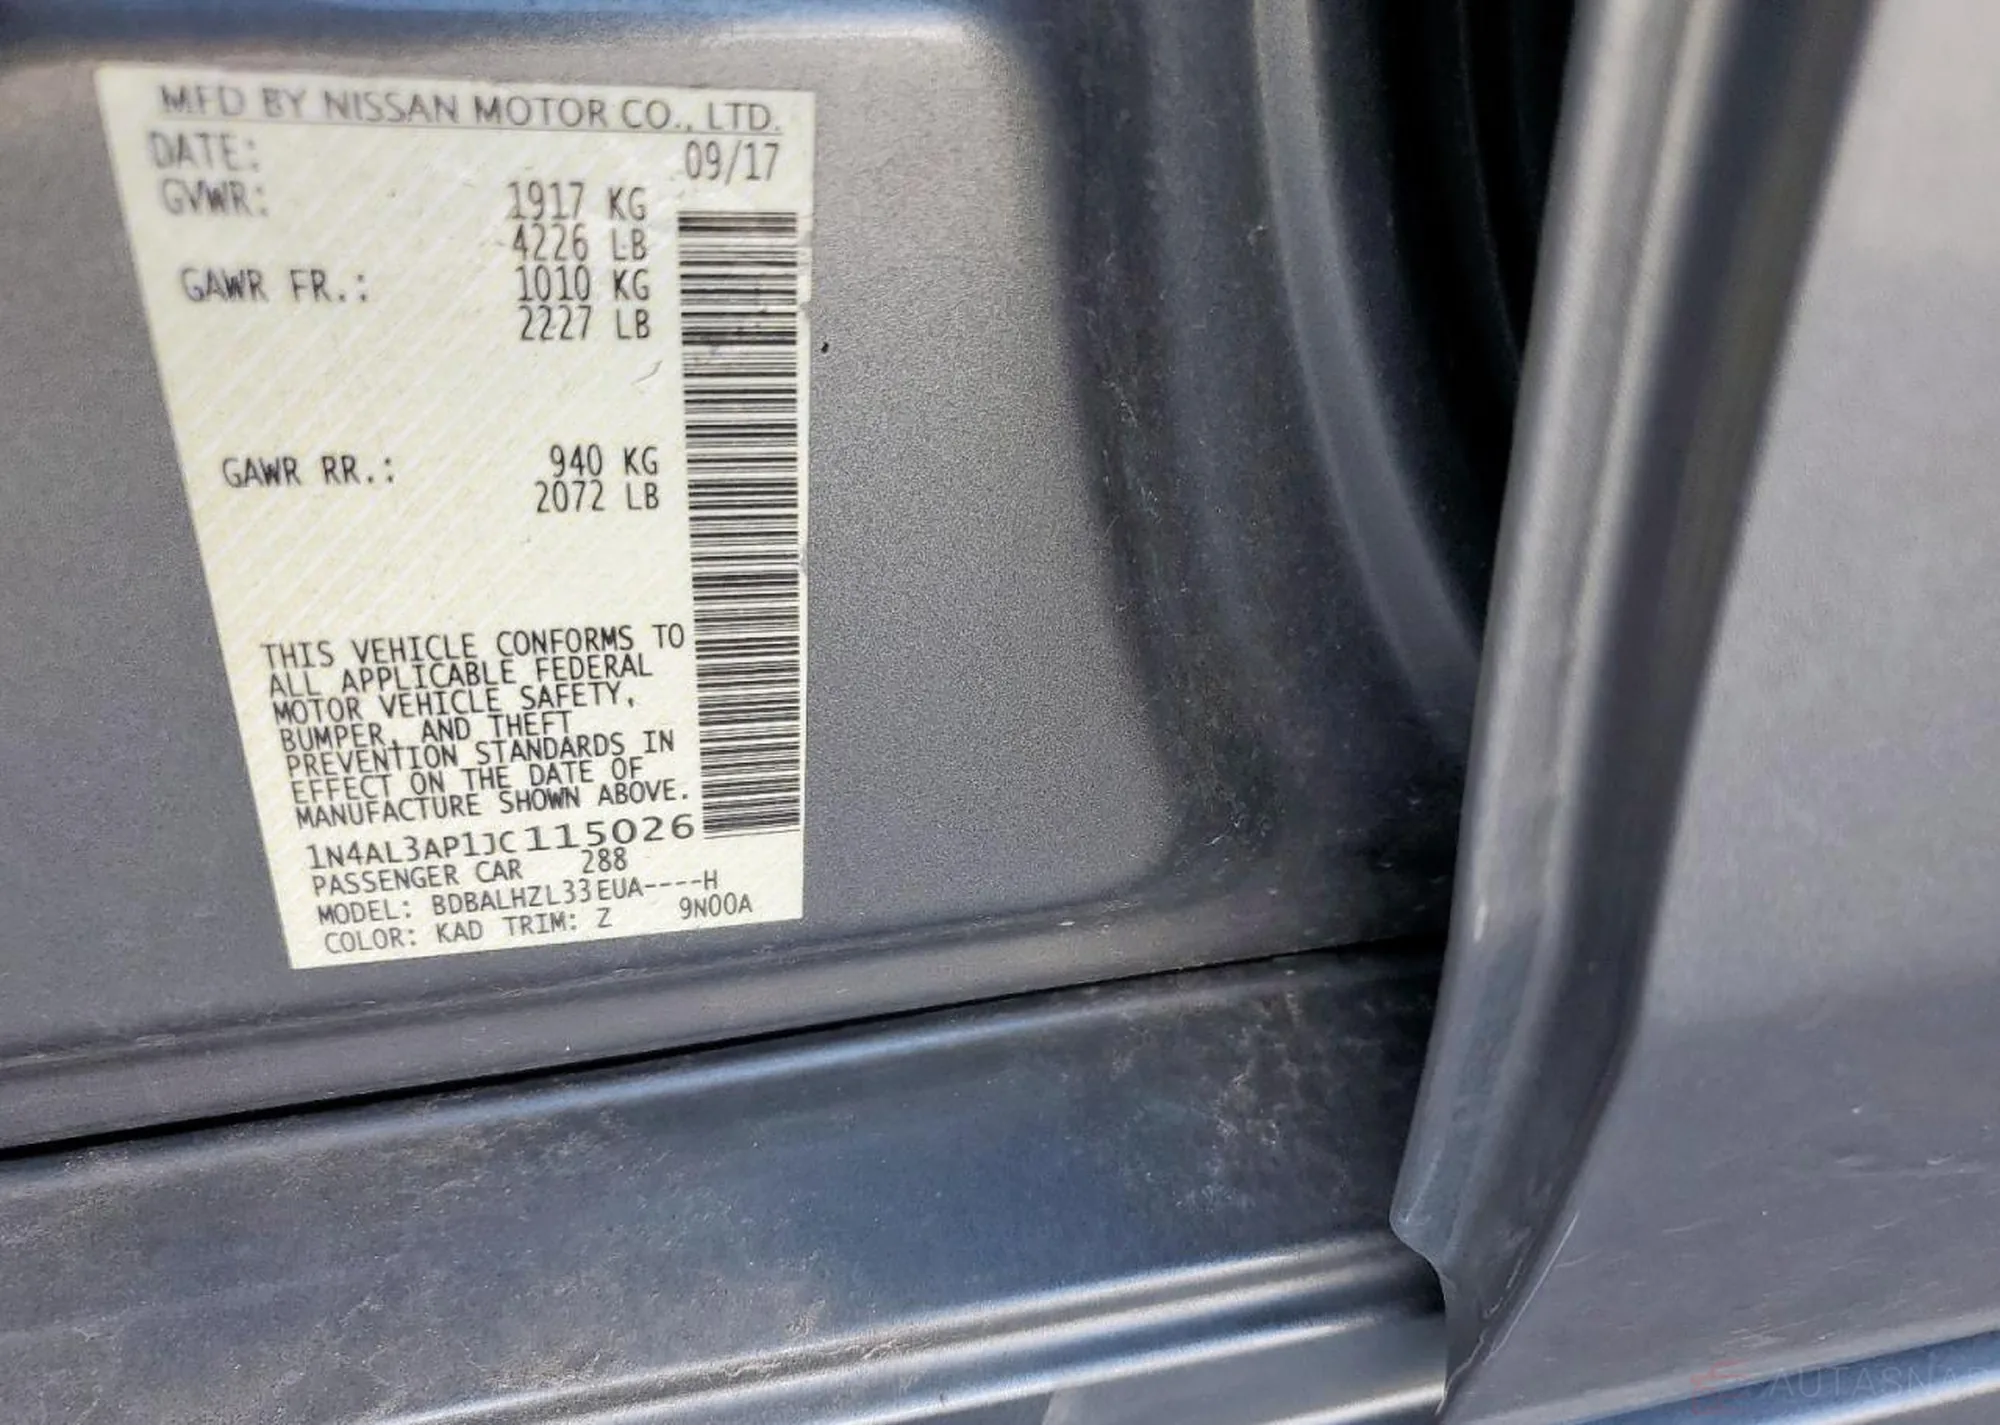 MFD BY NISSAN MOTOR CO., LTD.
DATE: 09/17
GVWR: 1917 KG
4226 LB
GAWR FR.: 1010 KG
2227 LB
GAWR RR.: 940 KG
2072 LB
THIS VEHICLE CONFORMS TO
ALL APPLICABLE FEDERAL
MOTOR VEHICLE SAFETY,
BUMPER, AND THEFT
PREVENTION STANDARDS IN
EFFECT ON THE DATE OF
MANUFACTURE SHOWN ABOVE.
1N4AL3AP1JC115026
PASSENGER CAR 288
MODEL: BDBALHZL33EUA----H
COLOR: KAD TRIM: Z 9N00A